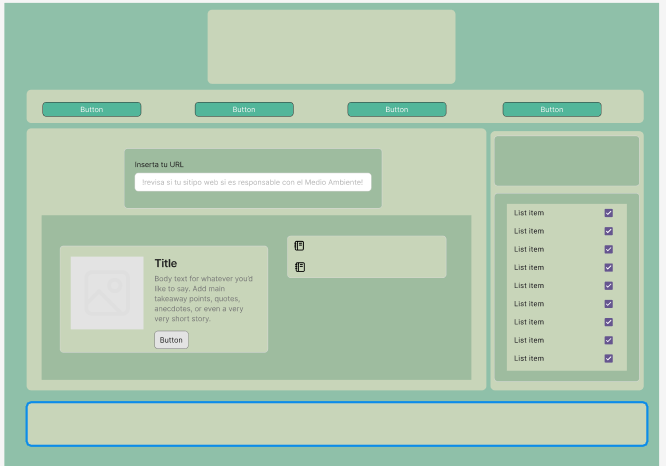 Button
Button
Button
Button
Inserta tu URL
!revisa si tu sitipo web si es responsable con el Medio Ambiente!
Title
Body text for whatever you'd
like to say. Add main
takeaway points, quotes,
anecdotes, or even a very
very short story.
Button
List item
List item
List item
List item
List item
List item
List item
List item
List item